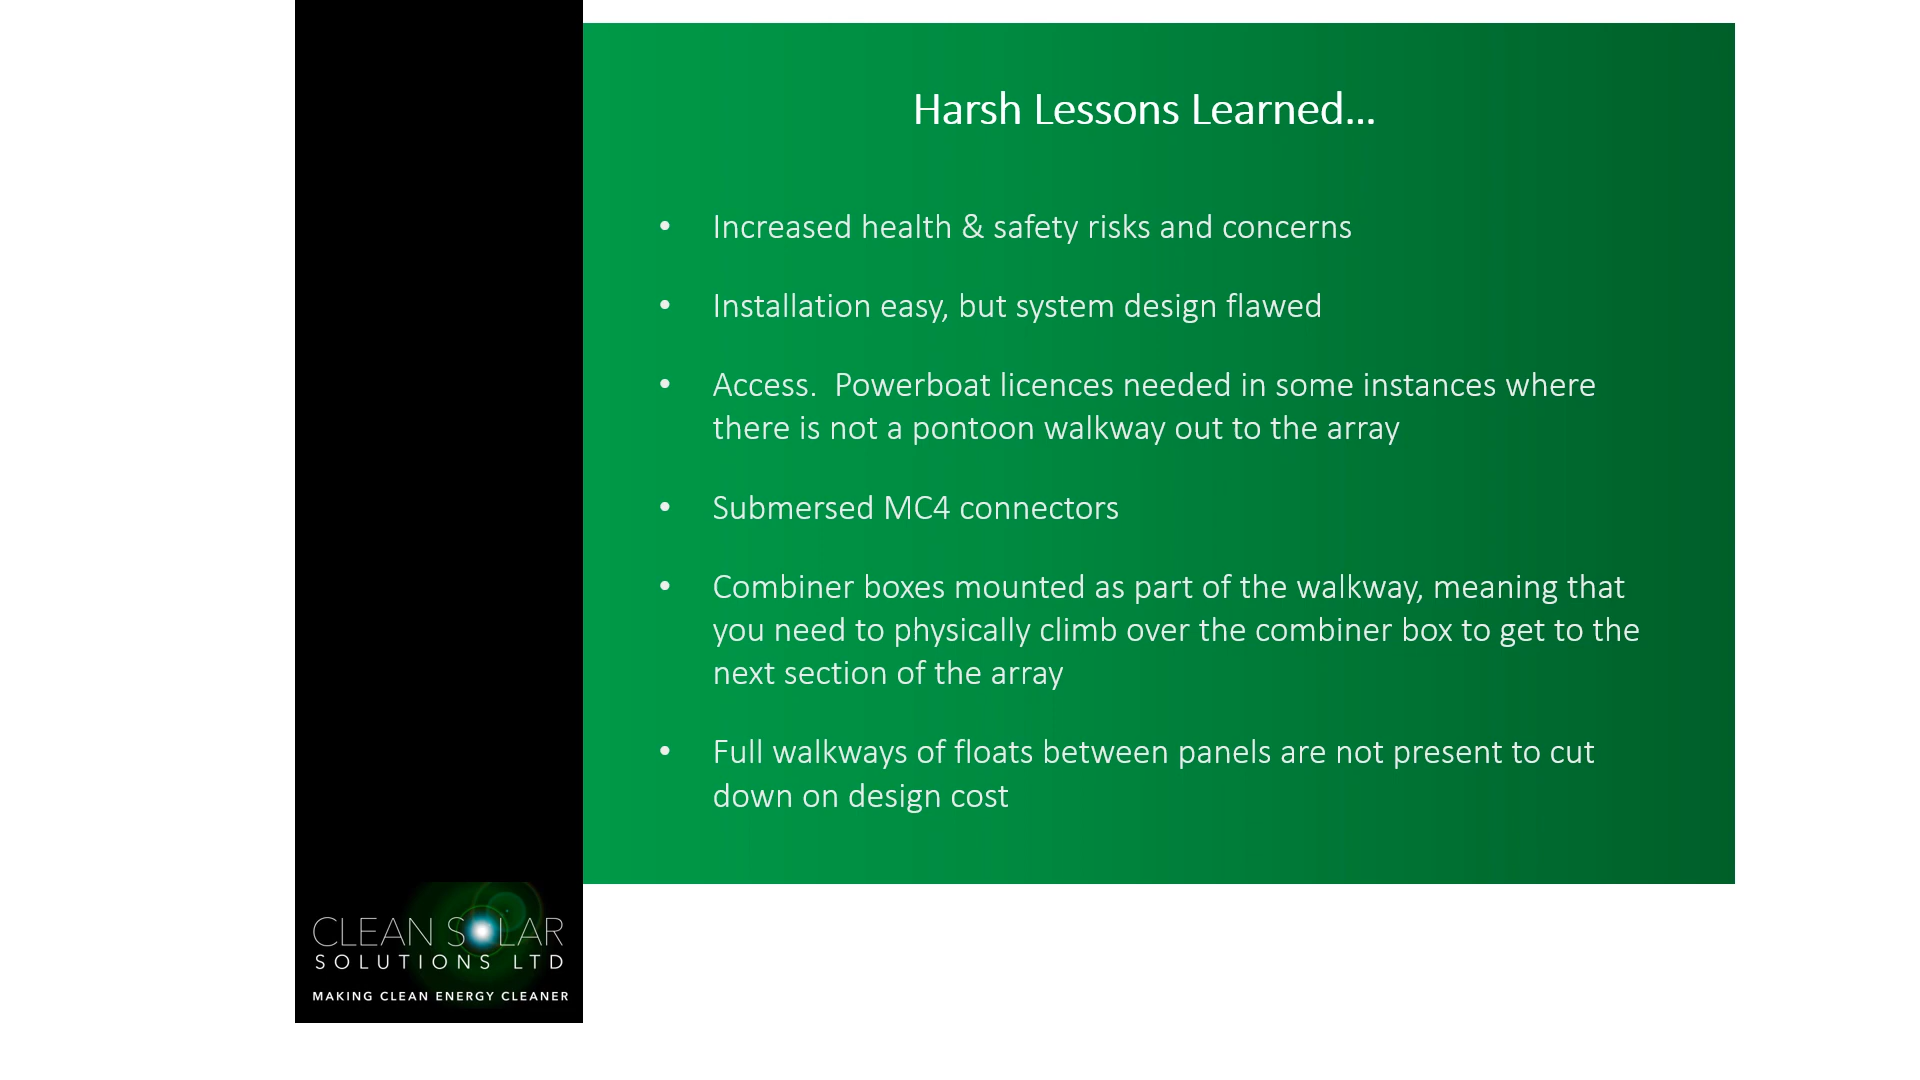 Harsh Lessons Learned...
• Increased health & safety risks and concerns
• Installation easy, but system design flawed
• Access.  Powerboat licences needed in some instances where
there is not a pontoon walkway out to the array
• Submersed MC4 connectors
• Combiner boxes mounted as part of the walkway, meaning that
you need to physically climb over the combiner box to get to the
next section of the array
• Full walkways of floats between panels are not present to cut
down on design cost
CLEAN SOLAR
SOLUTIONS LTD
MAKING CLEAN ENERGY CLEANER